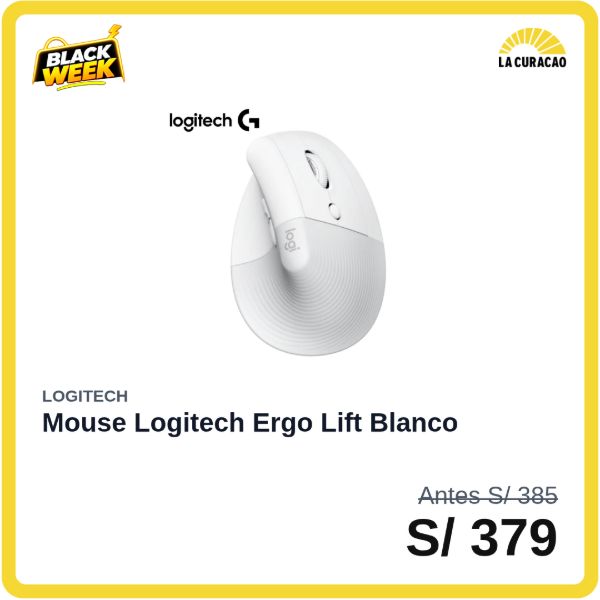 BLACK
WEEK
LA CURACAO
logitech G
logi
LOGITECH
Mouse Logitech Ergo Lift Blanco
Antes S/ 385
S/ 379